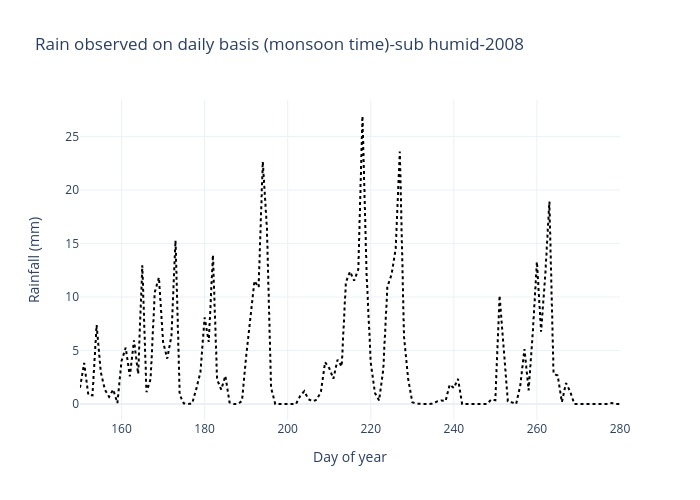 Rain observed on daily basis (monsoon time)-sub humid-2008
25
20
15
10
5
0
Rainfall (mm)
160 180 200 220 240 260 280
Day of year